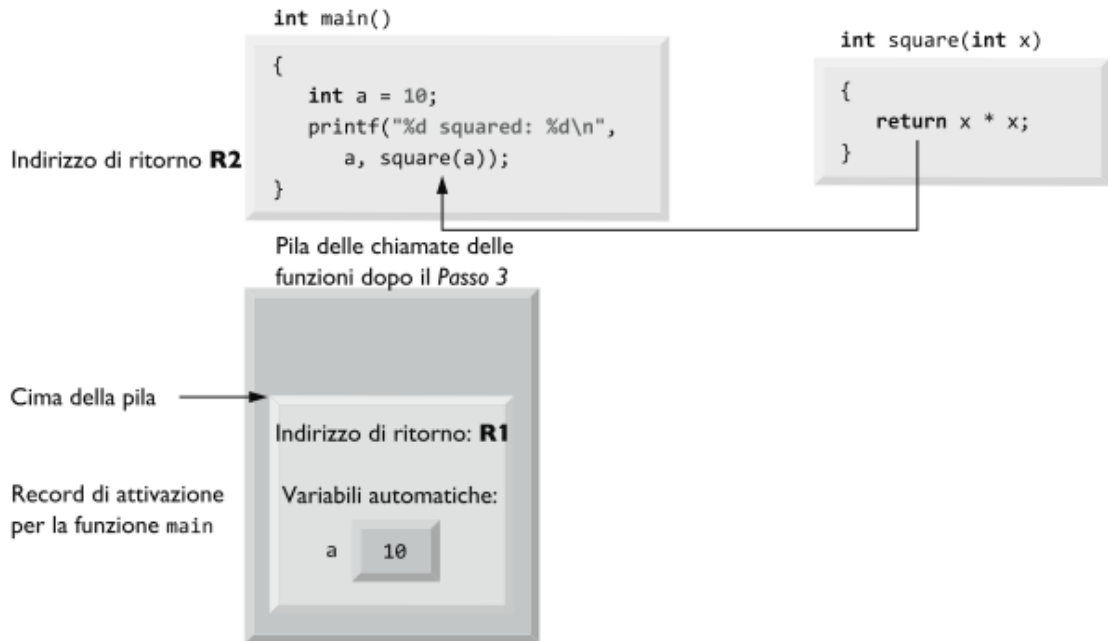 int main()
{
int a = 10;
printf("%d squared: %d\n",
a, square(a));
}
Indirizzo di ritorno R2
int square(int x)
{
return x * x;
}
Pila delle chiamate delle
funzioni dopo il Passo 3
Cima della pila
Indirizzo di ritorno: R1
Record di attivazione
per la funzione main
Variabili automatiche:
a 10